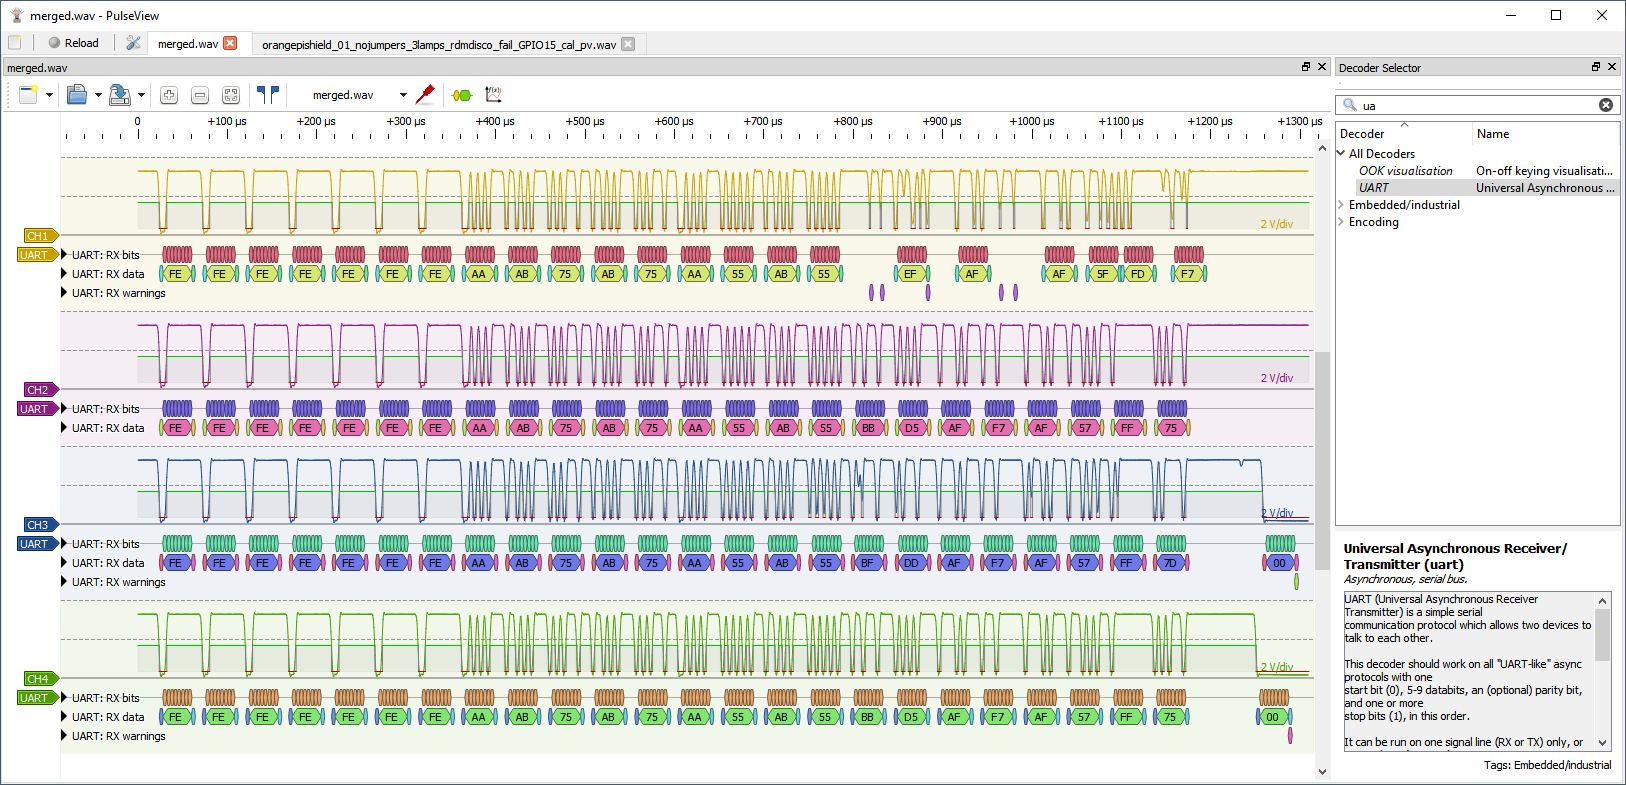 merged.wav - PulseView
Reload
merged.wav
orangepishield_01_nojumpers_3lamps_rdmdisco_fail_GPIO15_cal_pv.wav
merged.wav
merged.wav
0 +100 µs +200 µs +300 µs +400 µs +500 µs +600 µs +700 µs +800 µs +900 µs +1000 µs +1100 µs +1200 µs +1300 µs
2 V/div
CH1
UART
UART: RX bits
UART: RX data
FE FE FE FE FE FE FE AA AB 75 AB 75 AA 55 AB 55 EF AF AF 5F FD F7
UART: RX warnings
2 V/div
CH2
UART
UART: RX bits
UART: RX data
FE FE FE FE FE FE FE AA AB 75 AB 75 AA 55 AB 55 BB D5 AF F7 AF 57 FF 75
2 V/div
CH3
UART
UART: RX bits
UART: RX data
FE FE FE FE FE FE FE AA AB 75 AB 75 AA 55 AB 55 BF DD AF F7 AF 57 FF 7D 00
UART: RX warnings
2 V/div
CH4
UART
UART: RX bits
UART: RX data
FE FE FE FE FE FE FE AA AB 75 AB 75 AA 55 AB 55 BB D5 AF F7 AF 57 FF 75 00
UART: RX warnings
Decoder Selector
ua
Decoder Name
All Decoders
OOK visualisation On-off keying visualisati...
UART Universal Asynchronous ...
Embedded/industrial
Encoding
Universal Asynchronous Receiver/
Transmitter (uart)
Asynchronous, serial bus.
UART (Universal Asynchronous Receiver
Transmitter) is a simple serial
communication protocol which allows two devices to
talk to each other.
This decoder should work on all "UART-like" async
protocols with one
start bit (0), 5-9 databits, an (optional) parity bit,
and one or more
stop bits (1), in this order.
It can be run on one signal line (RX or TX) only, or
Tags: Embedded/industrial